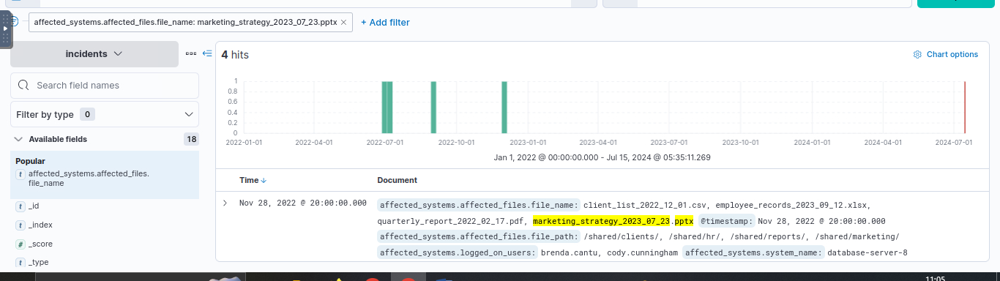 affected_systems.affected_files.file_name: marketing_strategy_2023_07_23.pptx × + Add filter
incidents
Search field names
Filter by type 0
Available fields 18
Popular
t affected_systems.affected_files.
file_name
t _id
t _index
# _score
t _type
4 hits
Chart options
1
0.8
0.6
0.4
0.2
0
2022-01-01 2022-04-01 2022-07-01 2022-10-01 2023-01-01 2023-04-01 2023-07-01 2023-10-01 2024-01-01 2024-04-01 2024-07-01
Jan 1, 2022 @ 00:00:00.000 - Jul 15, 2024 @ 05:35:11.269
Time Document
Nov 28, 2022 @ 20:00:00.000 affected_systems.affected_files.file_name: client_list_2022_12_01.csv, employee_records_2023_09_12.xlsx,
quarterly_report_2022_02_17.pdf, marketing_strategy_2023_07_23.pptx @timestamp: Nov 28, 2022 @ 20:00:00.000
affected_systems.affected_files.file_path: /shared/clients/, /shared/hr/, /shared/reports/, /shared/marketing/
affected_systems.logged_on_users: brenda.cantu, cody.cunningham affected_systems.system_name: database-server-8
11:05